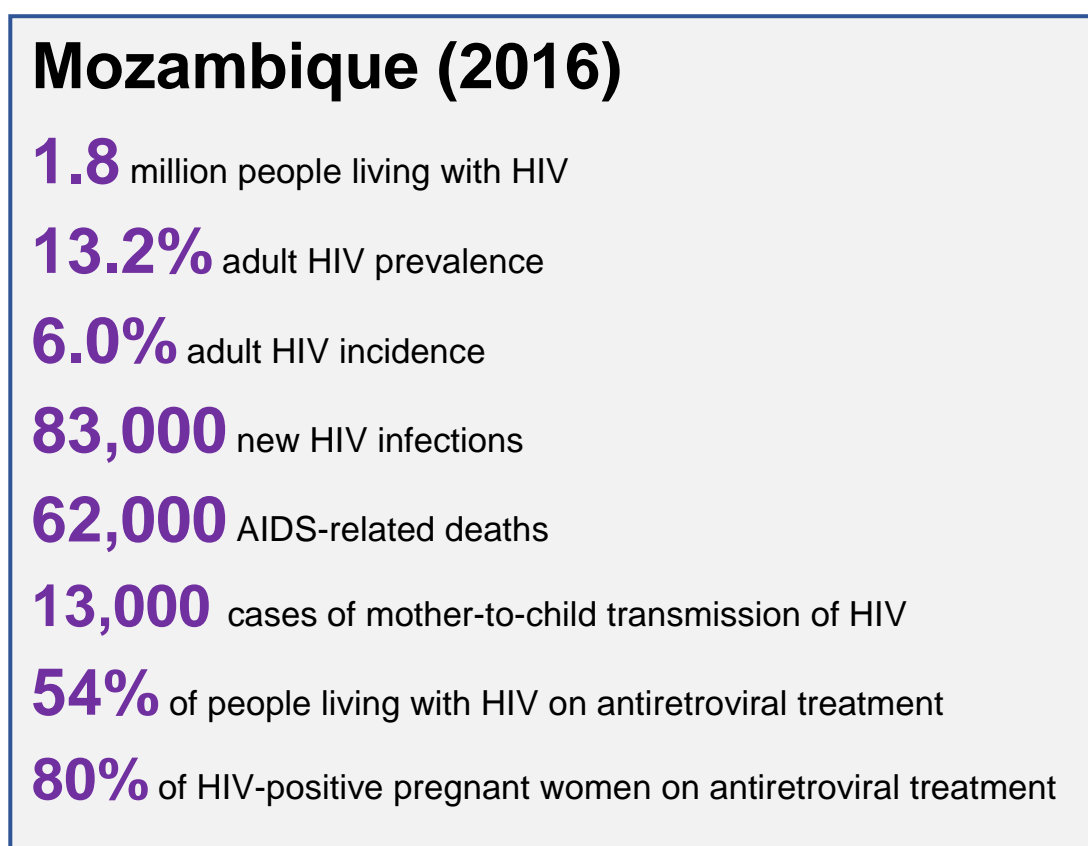 Mozambique (2016)
1.8 million people living with HIV
13.2% adult HIV prevalence
6.0% adult HIV incidence
83,000 new HIV infections
62,000 AIDS-related deaths
13,000 cases of mother-to-child transmission of HIV
54% of people living with HIV on antiretroviral treatment
80% of HIV-positive pregnant women on antiretroviral treatment